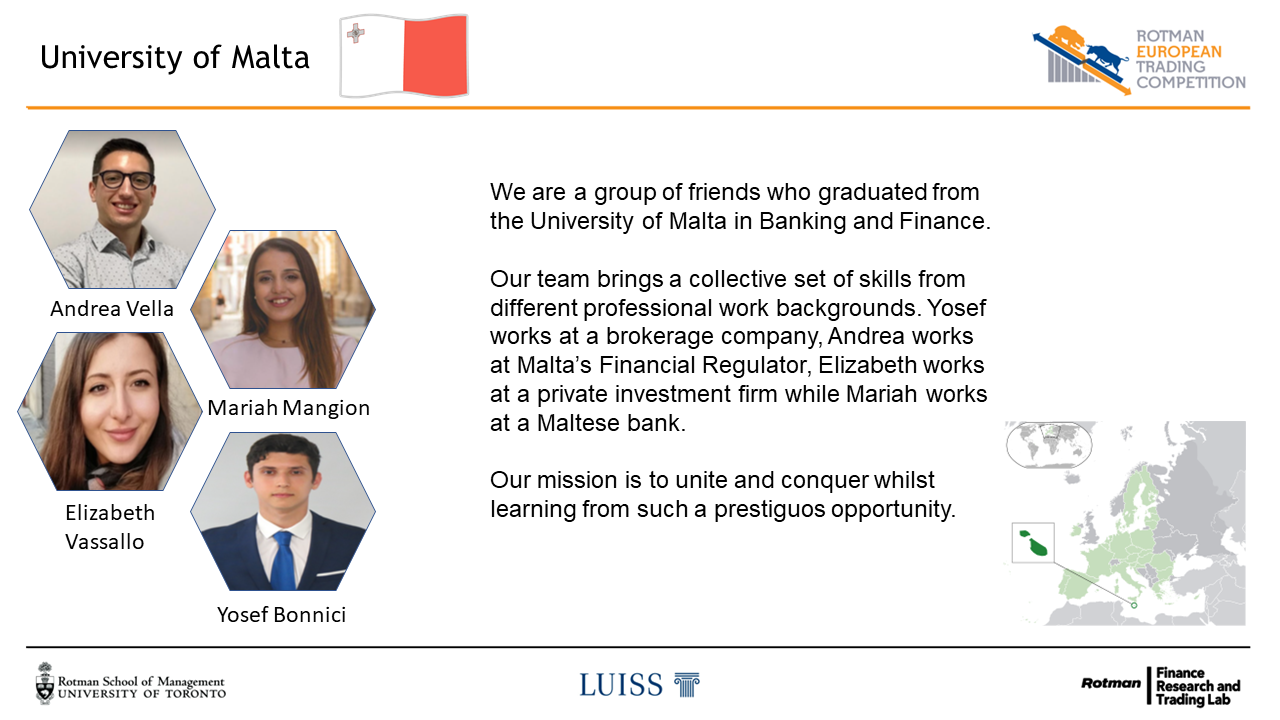 University of Malta
ROTMAN
EUROPEAN
TRADING
COMPETITION
Andrea Vella
Mariah Mangion
Elizabeth
Vassallo
Yosef Bonnici
We are a group of friends who graduated from
the University of Malta in Banking and Finance.
Our team brings a collective set of skills from
different professional work backgrounds. Yosef
works at a brokerage company, Andrea works
at Malta’s Financial Regulator, Elizabeth works
at a private investment firm while Mariah works
at a Maltese bank.
Our mission is to unite and conquer whilst
learning from such a prestiguos opportunity.
Rotman School of Management
UNIVERSITY OF TORONTO
LUISS
Rotman
Finance
Research and
Trading Lab